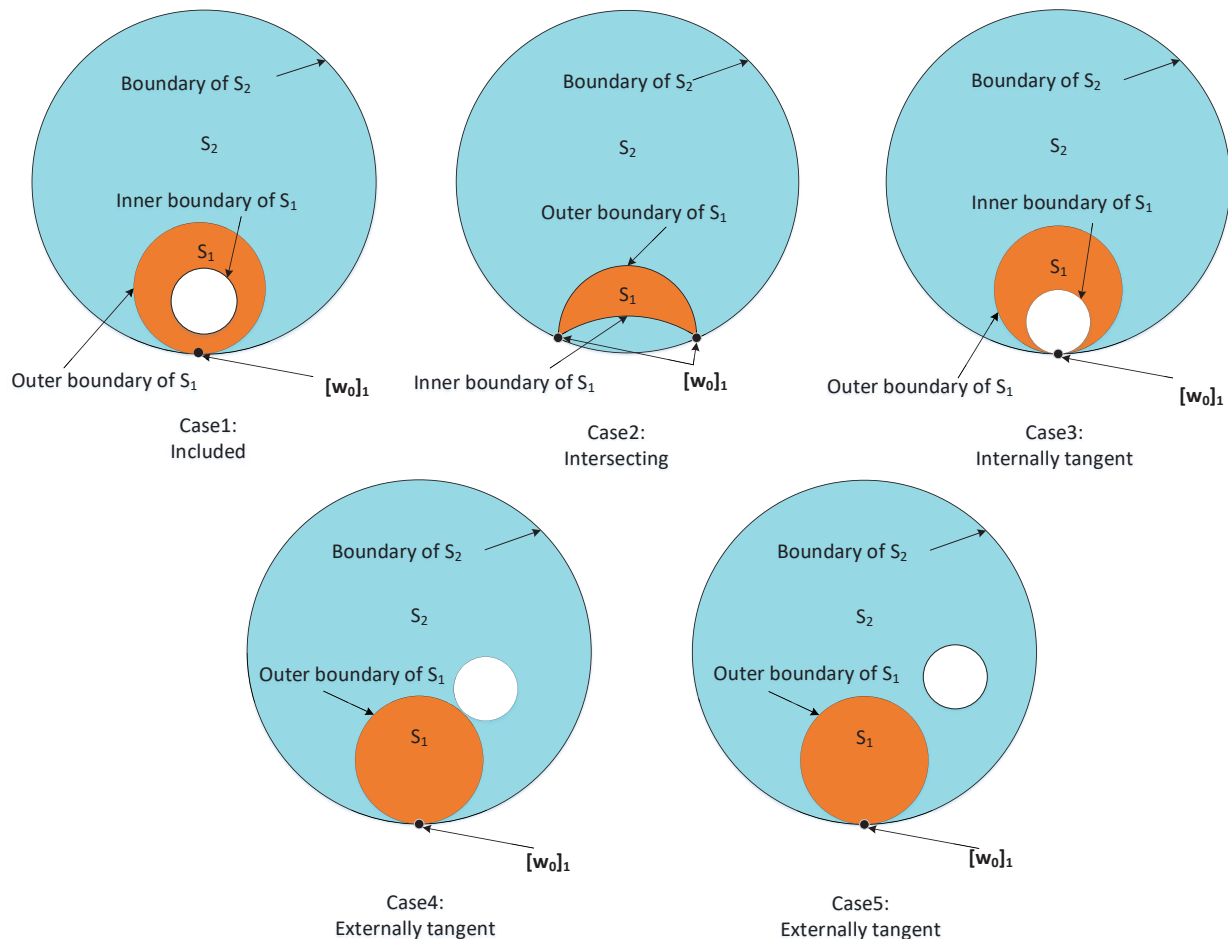 Boundary of S₂
S₂
Inner boundary of S₁
S₁
Outer boundary of S₁
[w₀]₁
Case1:
Included
Boundary of S₂
S₂
Outer boundary of S₁
S₁
Inner boundary of S₁
[w₀]₁
Case2:
Intersecting
Boundary of S₂
S₂
Inner boundary of S₁
S₁
Outer boundary of S₁
[w₀]₁
Case3:
Internally tangent
Boundary of S₂
S₂
Outer boundary of S₁
S₁
[w₀]₁
Case4:
Externally tangent
Boundary of S₂
S₂
Outer boundary of S₁
S₁
[w₀]₁
Case5:
Externally tangent